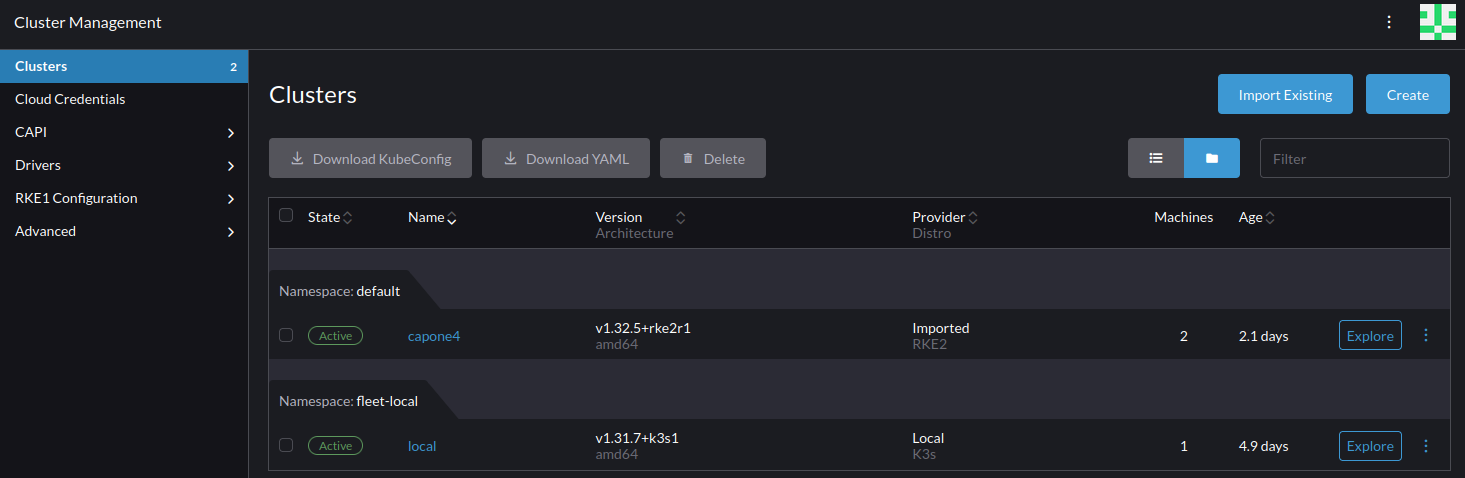 Cluster Management
Clusters 2
Cloud Credentials
CAPI
Drivers
RKE1 Configuration
Advanced
Clusters
Import Existing Create
Download KubeConfig Download YAML Delete
Filter
State Name Version Provider Machines Age
Architecture Distro
Namespace: default
Active capone4 v1.32.5+rke2r1 Imported 2 2.1 days Explore
amd64 RKE2
Namespace: fleet-local
Active local v1.31.7+k3s1 Local 1 4.9 days Explore
amd64 K3s